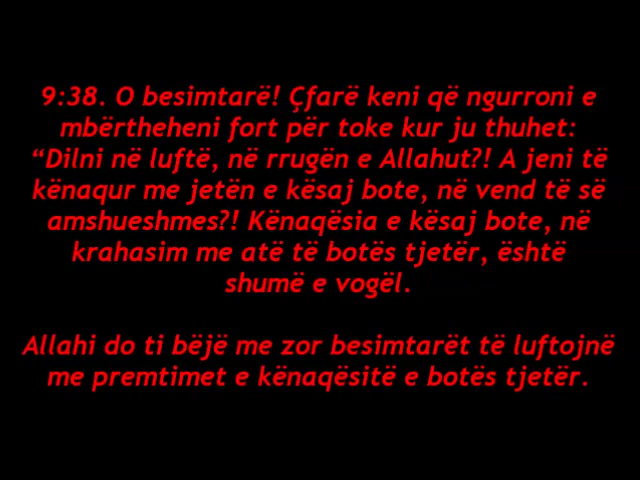 9:38. O besimtarë! Çfarë keni që ngurroni e
mbërtheheni fort për toke kur ju thuhet:
“Dilni në luftë, në rrugën e Allahut?! A jeni të
kënaqur me jetën e kësaj bote, në vend të së
amshueshmes?! Kënaqësia e kësaj bote, në
krahasim me atë të botës tjetër, është
shumë e vogël.
Allahi do ti bëjë me zor besimtarët të luftojnë
me premtimet e kënaqësitë e botës tjetër.